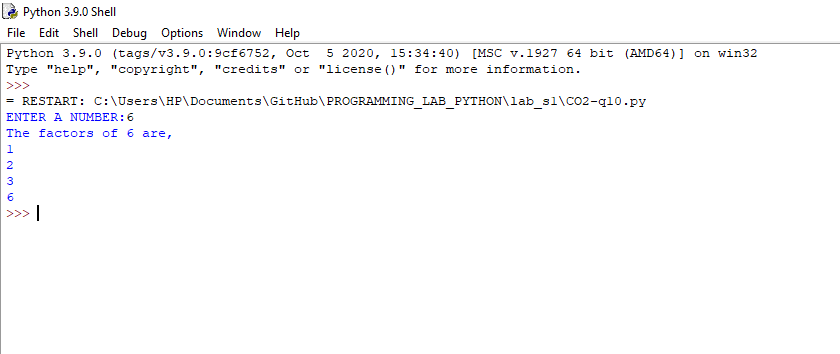 Python 3.9.0 Shell
File Edit Shell Debug Options Window Help
Python 3.9.0 (tags/v3.9.0:9cf6752, Oct  5 2020, 15:34:40) [MSC v.1927 64 bit (AMD64)] on win32
Type "help", "copyright", "credits" or "license()" for more information.
>>>
= RESTART: C:\Users\HP\Documents\GitHub\PROGRAMMING_LAB_PYTHON\lab_s1\CO2-q10.py
ENTER A NUMBER:6
The factors of 6 are,
1
2
3
6
>>>